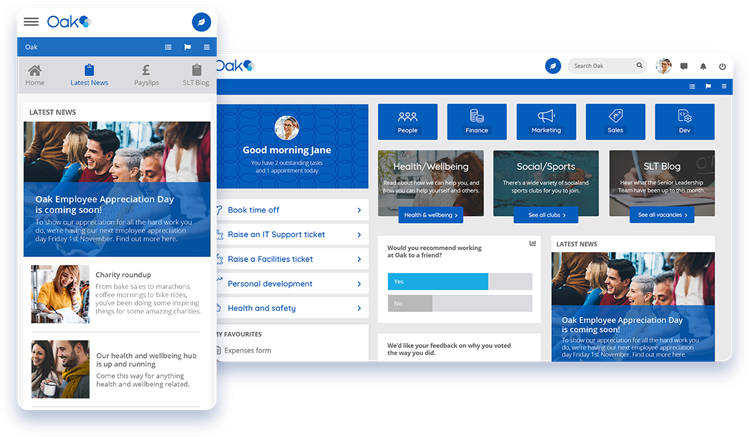 Oak
Oak
Home
Latest News
Payslips
SLT Blog
LATEST NEWS
Oak Employee Appreciation Day
is coming soon!
To show our appreciation for all the hard work you
do, we're having our next employee appreciation
day Friday 1st November. Find out more here.
Charity roundup
From bake sales to marathons,
coffee mornings to bike rides,
you've been doing some inspiring
things for some amazing charities.
Our health and wellbeing hub
is up and running
Come this way for anything
health and wellbeing related.
Oak
Search Oak
Good morning Jane
You have 2 outstanding tasks
and 1 appointment today
Book time off
Raise an IT Support ticket
Raise a Facilities ticket
Personal development
Health and safety
MY FAVOURITES
Expenses form
People
Finance
Marketing
Sales
Dev
Health/Wellbeing
Read about how we can help you, and
how you can help yourself and others.
Health & wellbeing
Social/Sports
There's a wide variety of socialand
sports clubs for you to join.
See all clubs
SLT Blog
Hear what the Senior Leadership
Team have been up to this month.
See all vacancies
Would you recommend working
at Oak to a friend?
Yes
No
We'd like your feedback on why you voted
the way you did.
LATEST NEWS
Oak Employee Appreciation Day
is coming soon!
To show our appreciation for all the hard work you
do, we're having our next employee appreciation
day Friday 1st November. Find out more here.